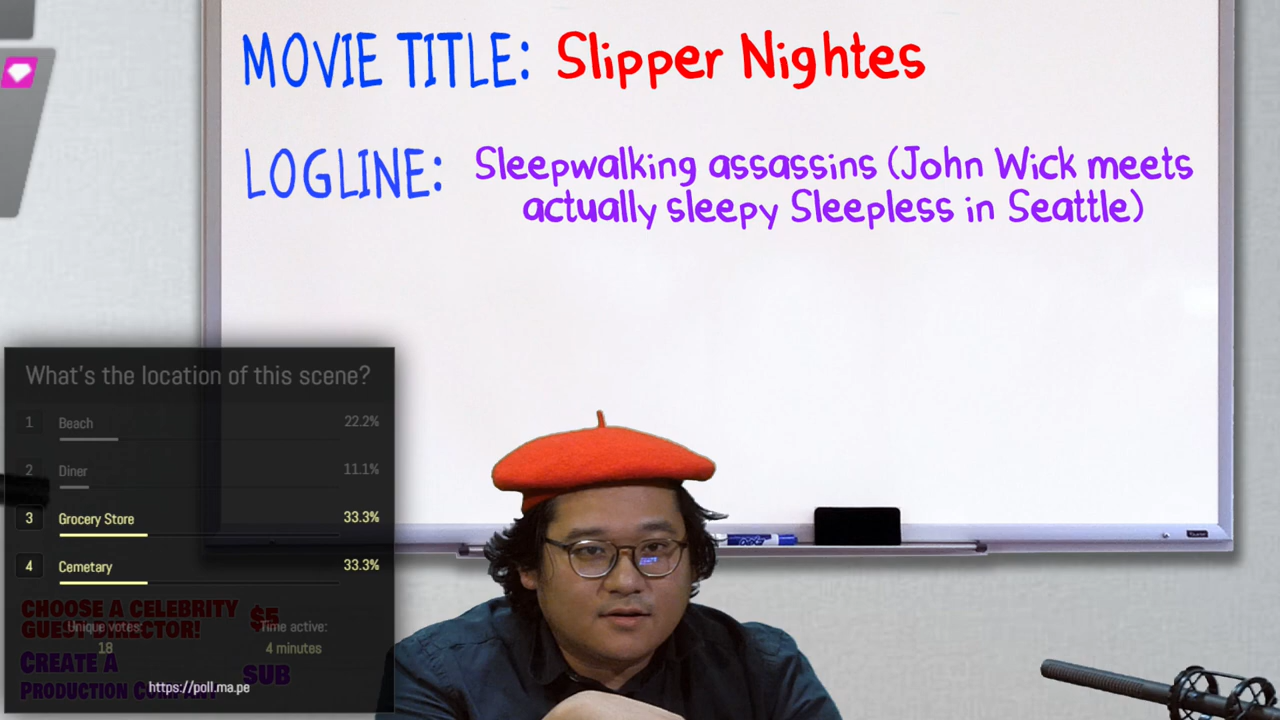 MOVIE TITLE: Slipper Nightes
LOGLINE: Sleepwalking assassins (John Wick meets
actually sleepy Sleepless in Seattle)
What's the location of this scene?
1 Beach 22.2%
2 Diner 11.1%
3 Grocery Store 33.3%
4 Cemetary 33.3%
CHOOSE A CELEBRITY
GUEST DIRECTOR! $5
Unique votes: Time active:
18 4 minutes
CREATE A
PRODUCTION COMPANY SUB
https://poll.ma.pe